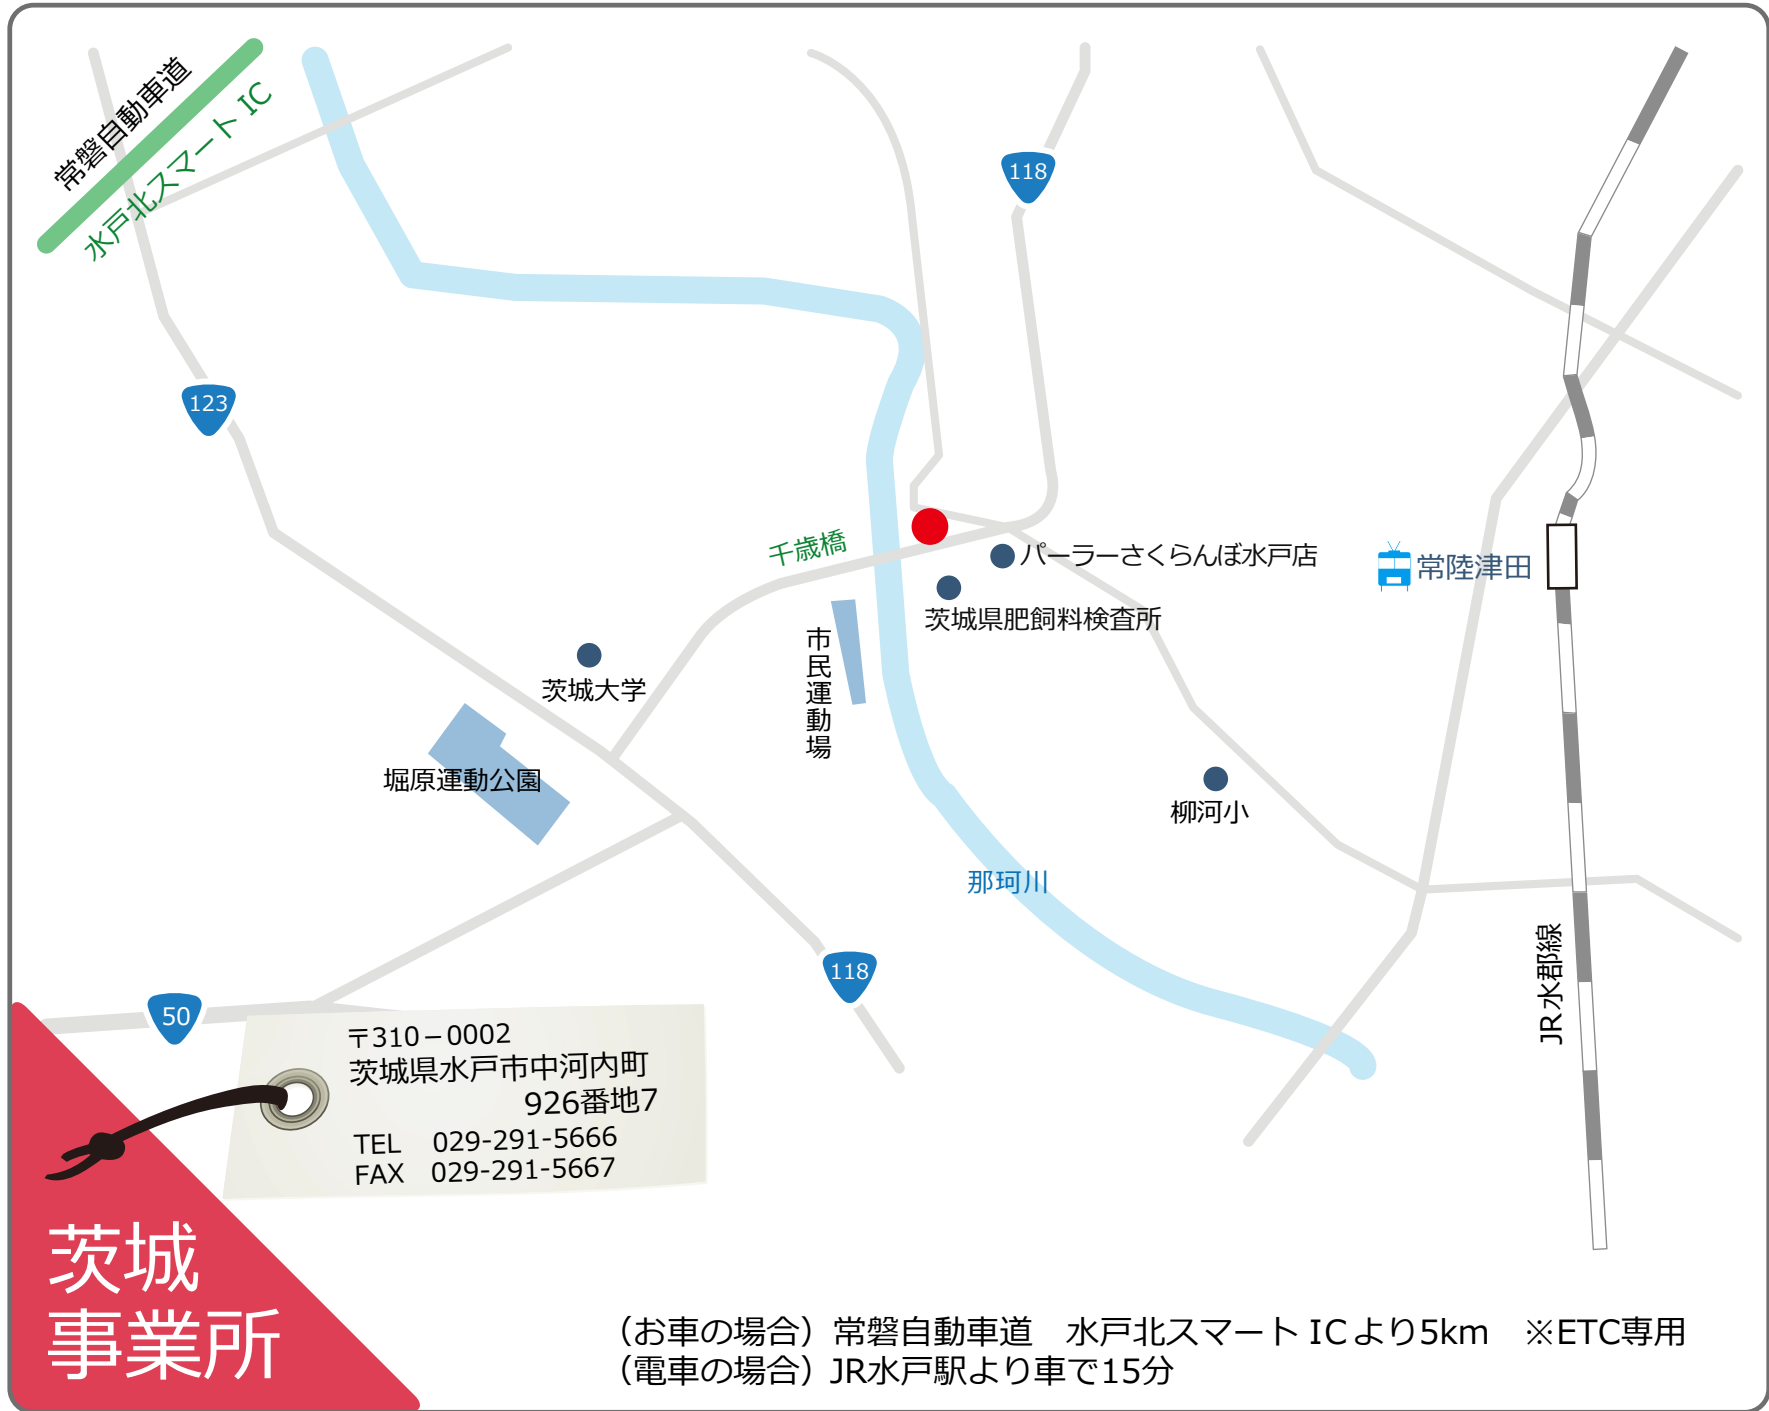 常磐自動車道
水戸北スマート IC
118
123
千歳橋
パーラーさくらんぼ水戸店
常陸津田
茨城県肥飼料検査所
市民運動場
茨城大学
堀原運動公園
柳河小
那珂川
JR水郡線
118
50
〒310－0002
茨城県水戸市中河内町
926番地7
TEL 029-291-5666
FAX 029-291-5667
茨城
事業所
（お車の場合）常磐自動車道 水戸北スマート ICより5km ※ETC専用
（電車の場合）JR水戸駅より車で15分